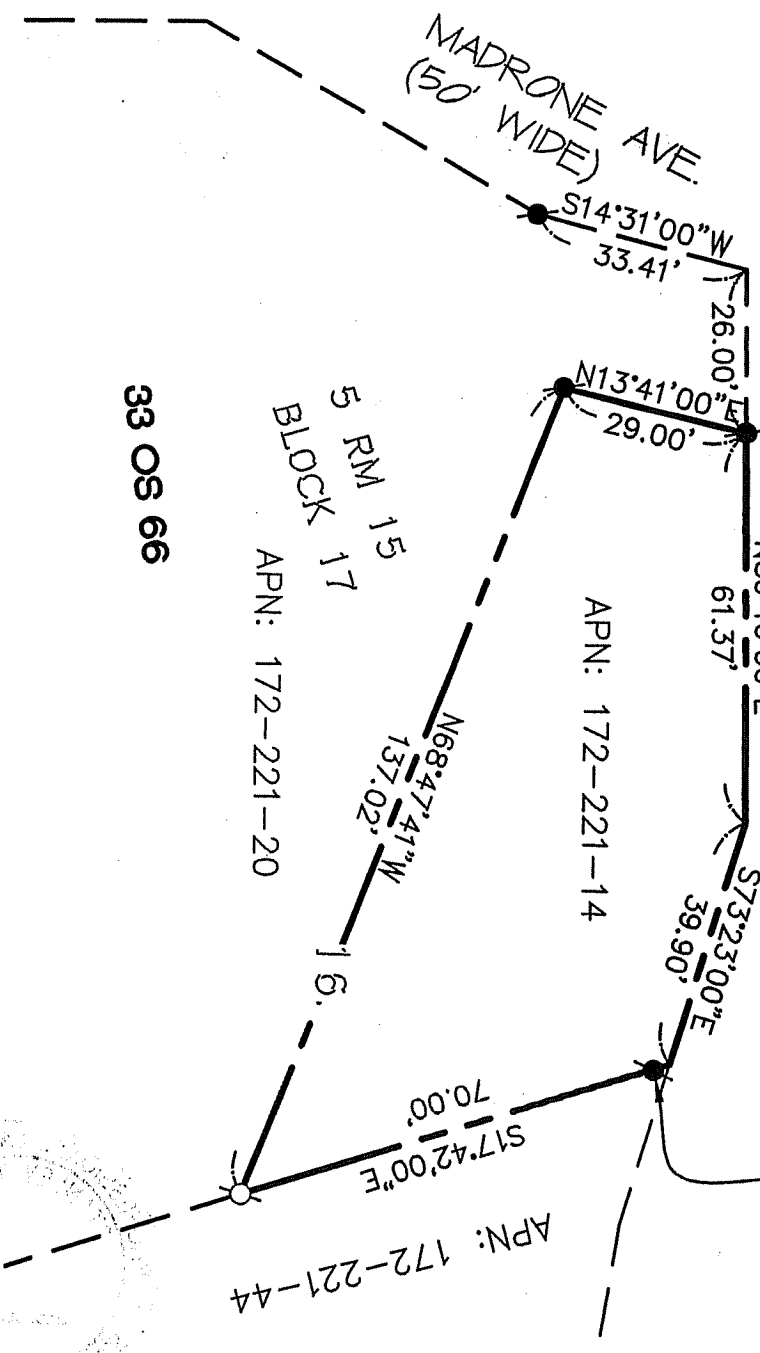 MADRONE AVE.
(50' WIDE)
S14°31'00"W
33.41'
26.00'
N13°41'00"E
29.00'
61.37'
S73°23'00"E
39.90'
APN: 172-221-14
5 RM 15
BLOCK 17
APN: 172-221-20
33 OS 66
N68°47'41"W
137.02'
16.
70.00'
S17°42'00"E
APN: 172-221-44